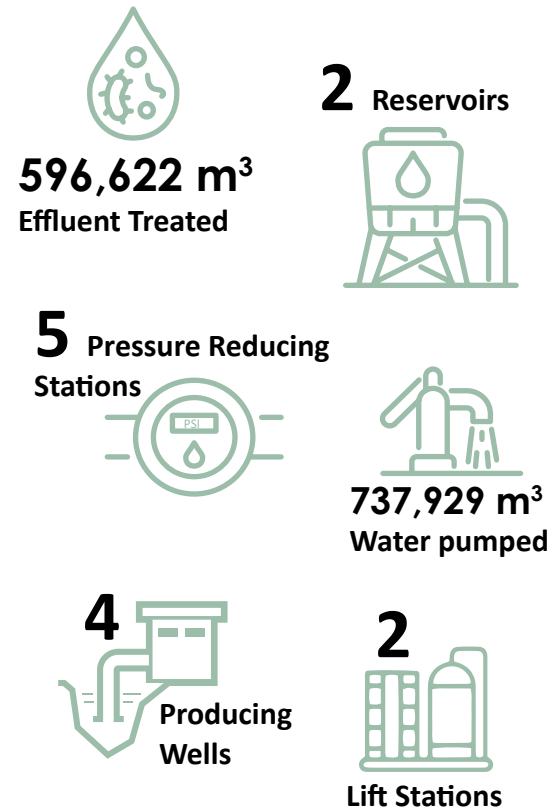 2 Reservoirs
596,622 m³
Effluent Treated
5 Pressure Reducing
Stations
PSI
737,929 m³
Water pumped
4
Producing
Wells
2
Lift Stations